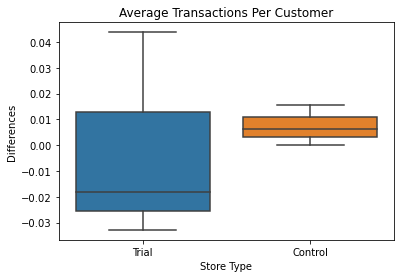 Average Transactions Per Customer
Differences
0.04
0.03
0.02
0.01
0.00
−0.01
−0.02
−0.03
Trial
Control
Store Type